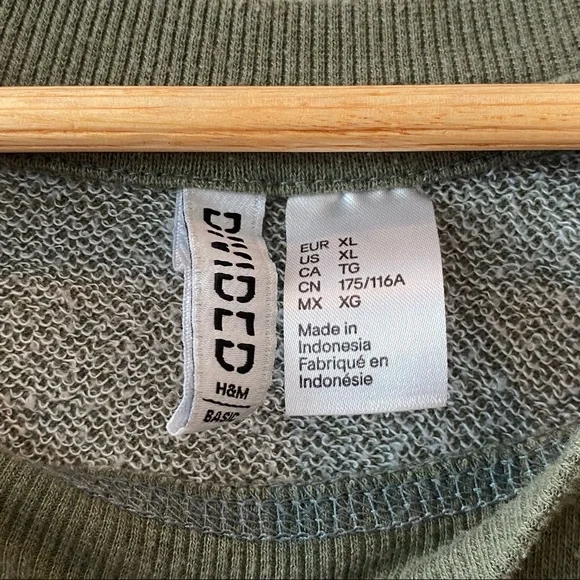 DIVIDED
H&M
BASIC
EUR XL
US XL
CA TG
CN 175/116A
MX XG
Made in
Indonesia
Fabriqué en
Indonésie